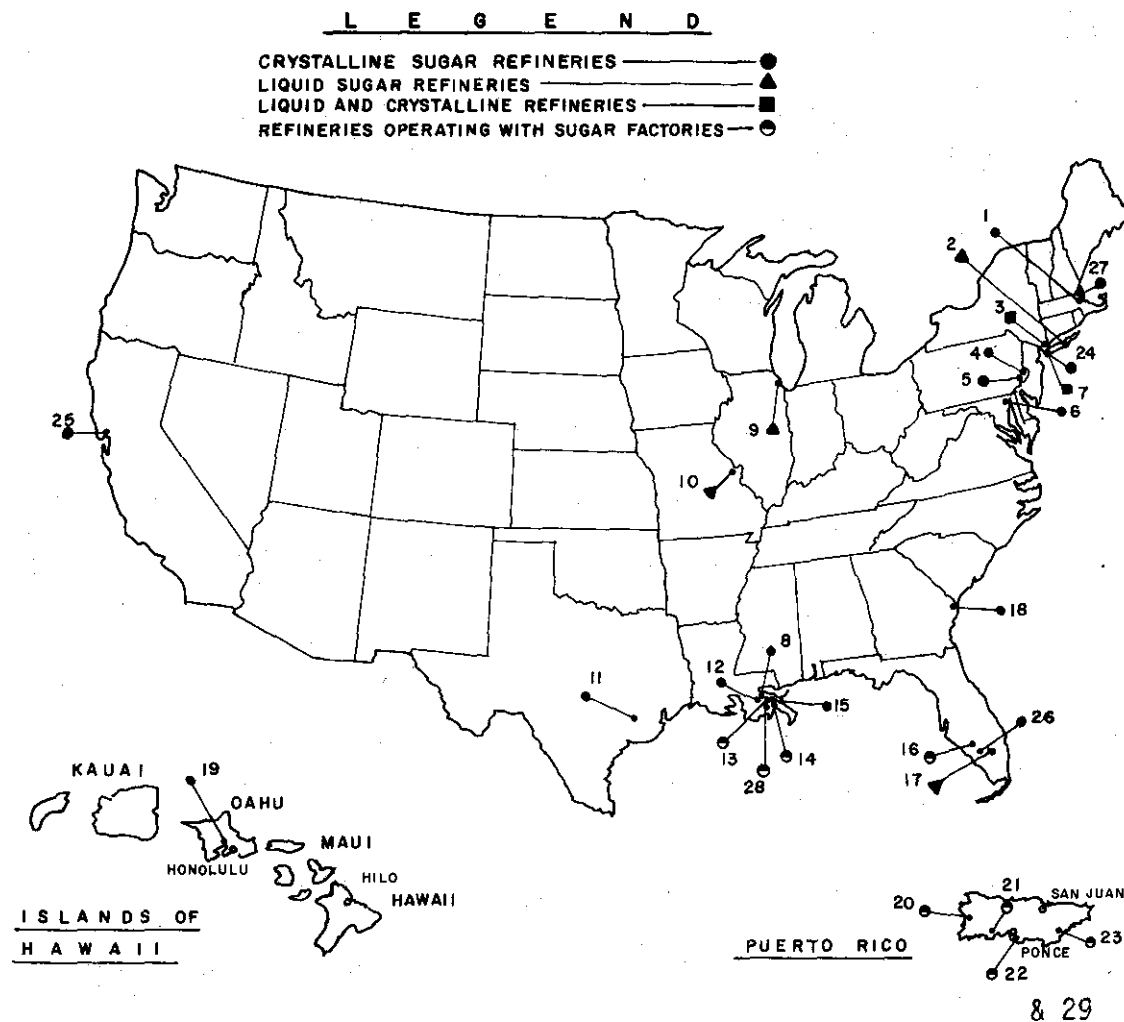 L E G E N D
CRYSTALLINE SUGAR REFINERIES
LIQUID SUGAR REFINERIES
LIQUID AND CRYSTALLINE REFINERIES
REFINERIES OPERATING WITH SUGAR FACTORIES
1
2
27
3
4
24
5
7
6
25
9
10
18
8
12
11
15
26
13
14
16
28
17
KAUAI
19
OAHU
MAUI
HONOLULU
HILO
HAWAII
ISLANDS OF
HAWAII
21
SAN JUAN
20
23
PUERTO RICO
PONCE
22
& 29